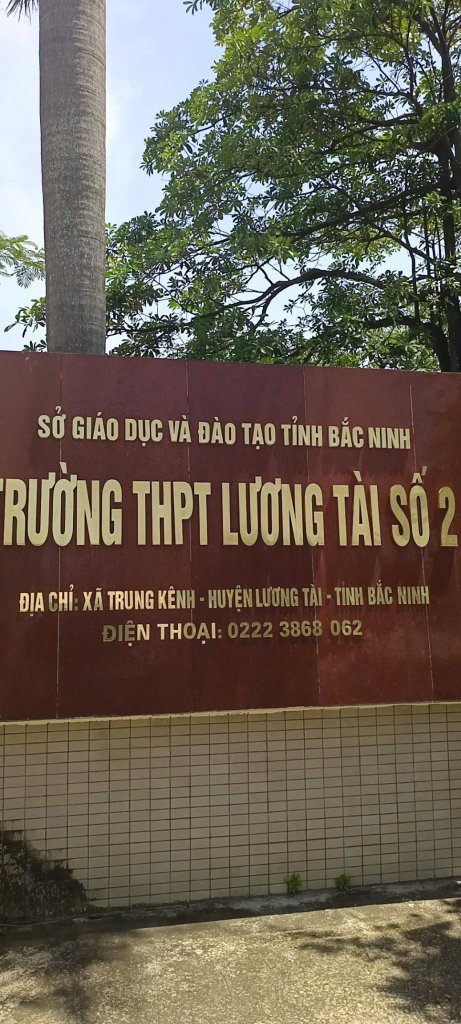 SỞ GIÁO DỤC VÀ ĐÀO TẠO TỈNH BẮC NINH
TRƯỜNG THPT LƯƠNG TÀI SỐ 2
ĐỊA CHỈ: XÃ TRUNG KÊNH - HUYỆN LƯƠNG TÀI - TỈNH BẮC NINH
ĐIỆN THOẠI: 0222 3868 062